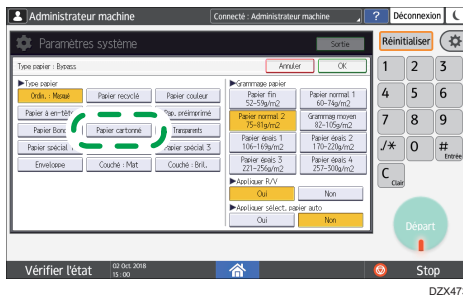 Administrateur machine
Connecté : Administrateur machine
?
Déconnexion
Paramètres système
Sortie
Réinitialiser
Type papier : Bypass
Annuler
OK
▶Type papier
▶Grammage papier
Ordin. : Masqué
Papier recyclé
Papier couleur
Papier fin
52-59g/m2
Papier normal 1
60-74g/m2
Papier à en-tête
Pap. préimprimé
Papier normal 2
75-81g/m2
Grammag moyen
82-105g/m2
Papier Bond
Papier cartonné
Transparents
Papier épais 1
106-169g/m2
Papier épais 2
170-220g/m2
Papier spécial
Papier spécial 3
Papier épais 3
221-256g/m2
Papier épais 4
257-300g/m2
Enveloppe
Couché : Mat
Couché : Bril.
▶Appliquer R/V
Oui
Non
▶Appliquer sélect. papier auto
Oui
Non
1
2
3
4
5
6
7
8
9
./*
0
#
Entrée
C
Clair
Départ
Vérifier l'état
02 Oct. 2018
15:00
Stop
DZX473